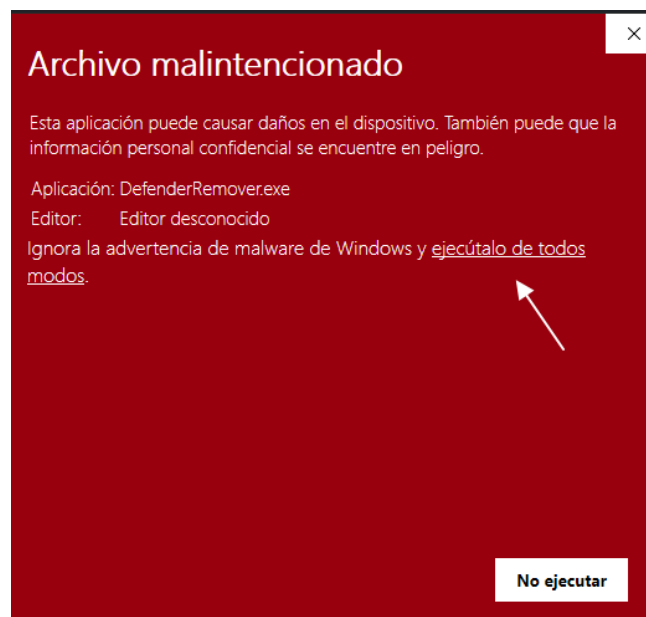 Archivo malintencionado
Esta aplicación puede causar daños en el dispositivo. También puede que la
información personal confidencial se encuentre en peligro.
Aplicación: DefenderRemover.exe
Editor: Editor desconocido
Ignora la advertencia de malware de Windows y ejecútalo de todos
modos.
No ejecutar